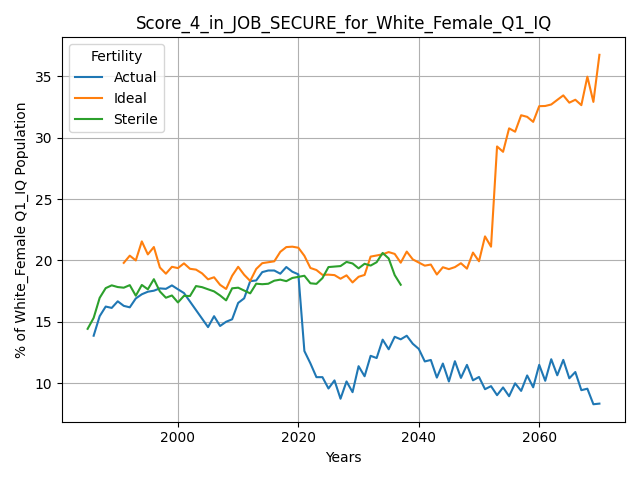 Score_4_in_JOB_SECURE_for_White_Female_Q1_IQ
Fertility
Actual
Ideal
Sterile
% of White_Female Q1_IQ Population
35
30
25
20
15
10
2000
2020
2040
2060
Years